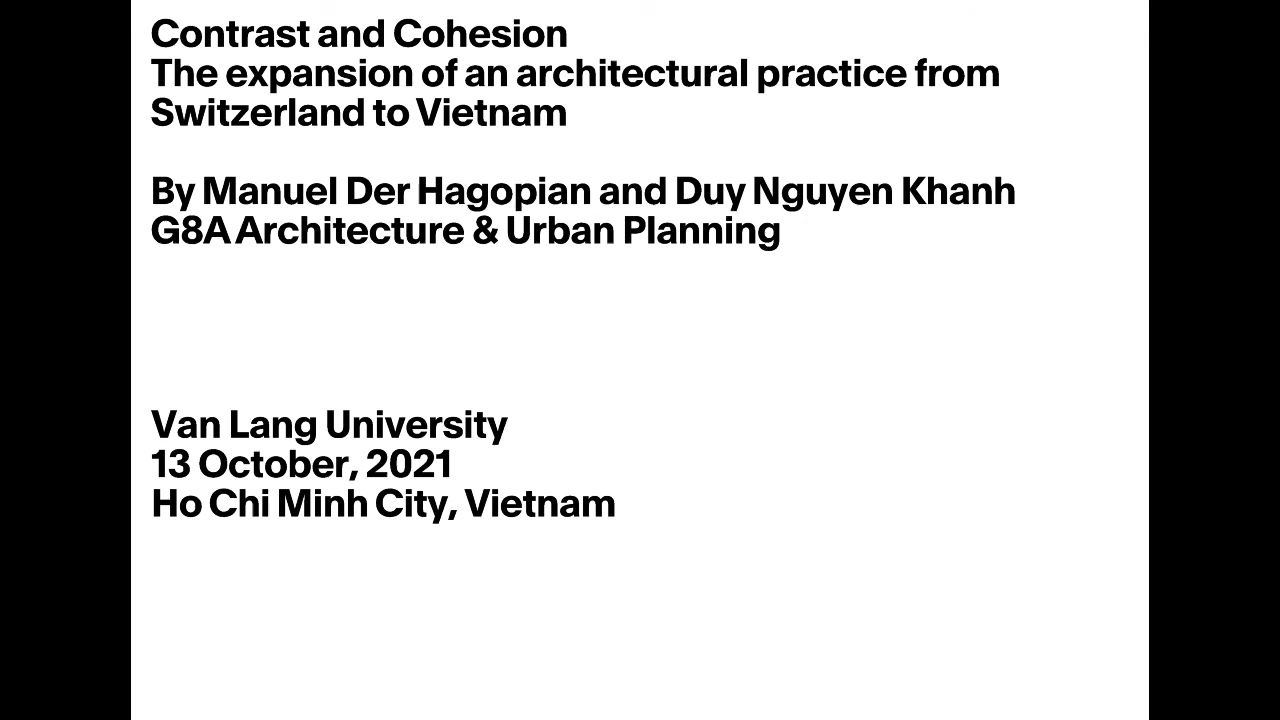 Contrast and Cohesion
The expansion of an architectural practice from
Switzerland to Vietnam
By Manuel Der Hagopian and Duy Nguyen Khanh
G8A Architecture & Urban Planning
Van Lang University
13 October, 2021
Ho Chi Minh City, Vietnam